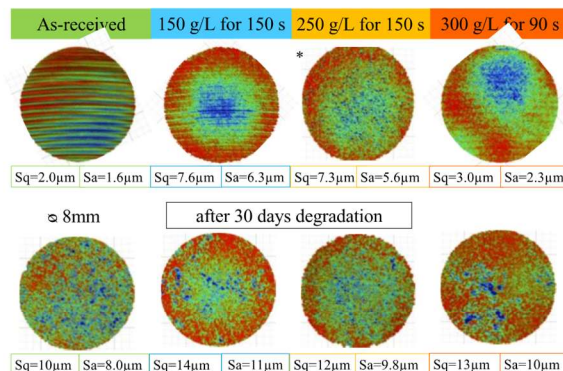 As-received 150 g/L for 150 s 250 g/L for 150 s 300 g/L for 90 s
*
Sq=2.0µm Sa=1.6µm Sq=7.6µm Sa=6.3µm Sq=7.3µm Sa=5.6µm Sq=3.0µm Sa=2.3µm
⌀ 8mm after 30 days degradation
Sq=10µm Sa=8.0µm Sq=14µm Sa=11µm Sq=12µm Sa=9.8µm Sq=13µm Sa=10µm